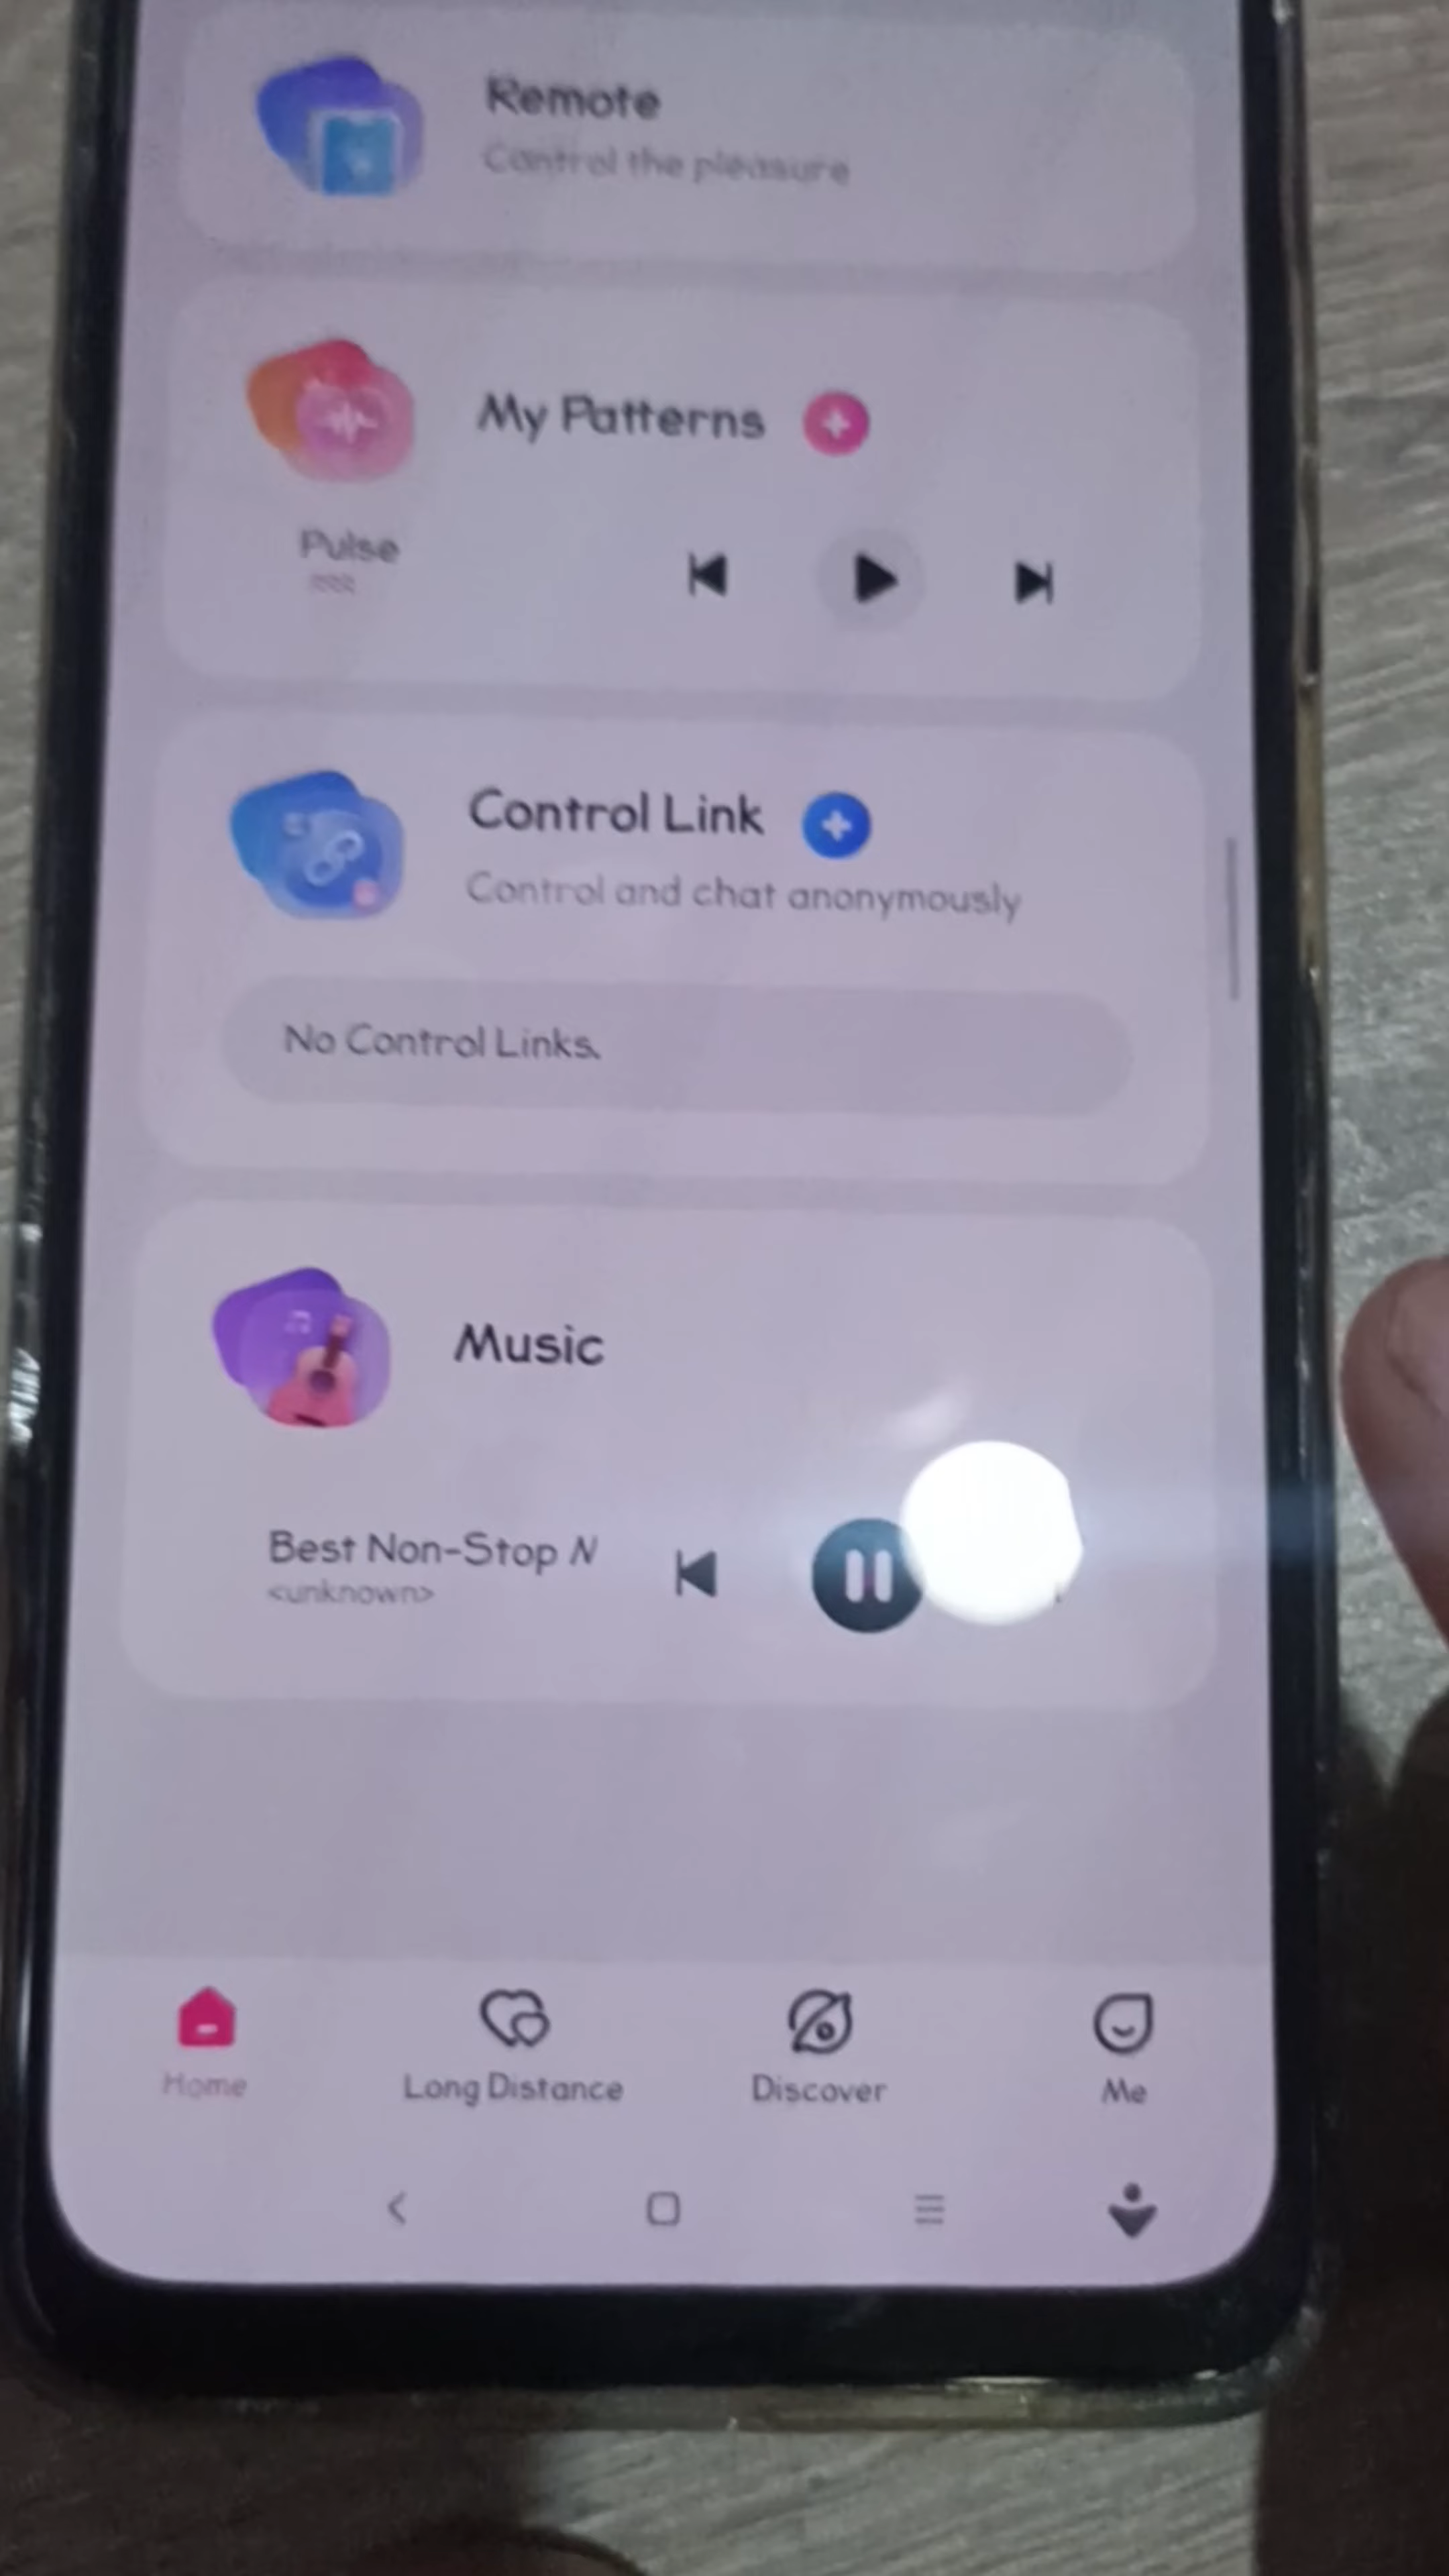 Remote
Control the pleasure
My Patterns
Pulse
Control Link
Control and chat anonymously
No Control Links.
Music
Best Non-Stop N
<unknown>
Home
Long Distance
Discover
Me